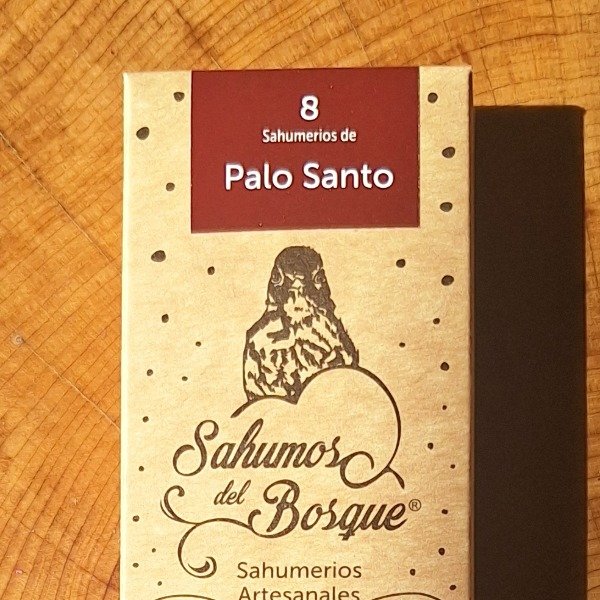 8
Sahumerios de
Palo Santo
Sahumos
del Bosque®
Sahumerios
Artesanales